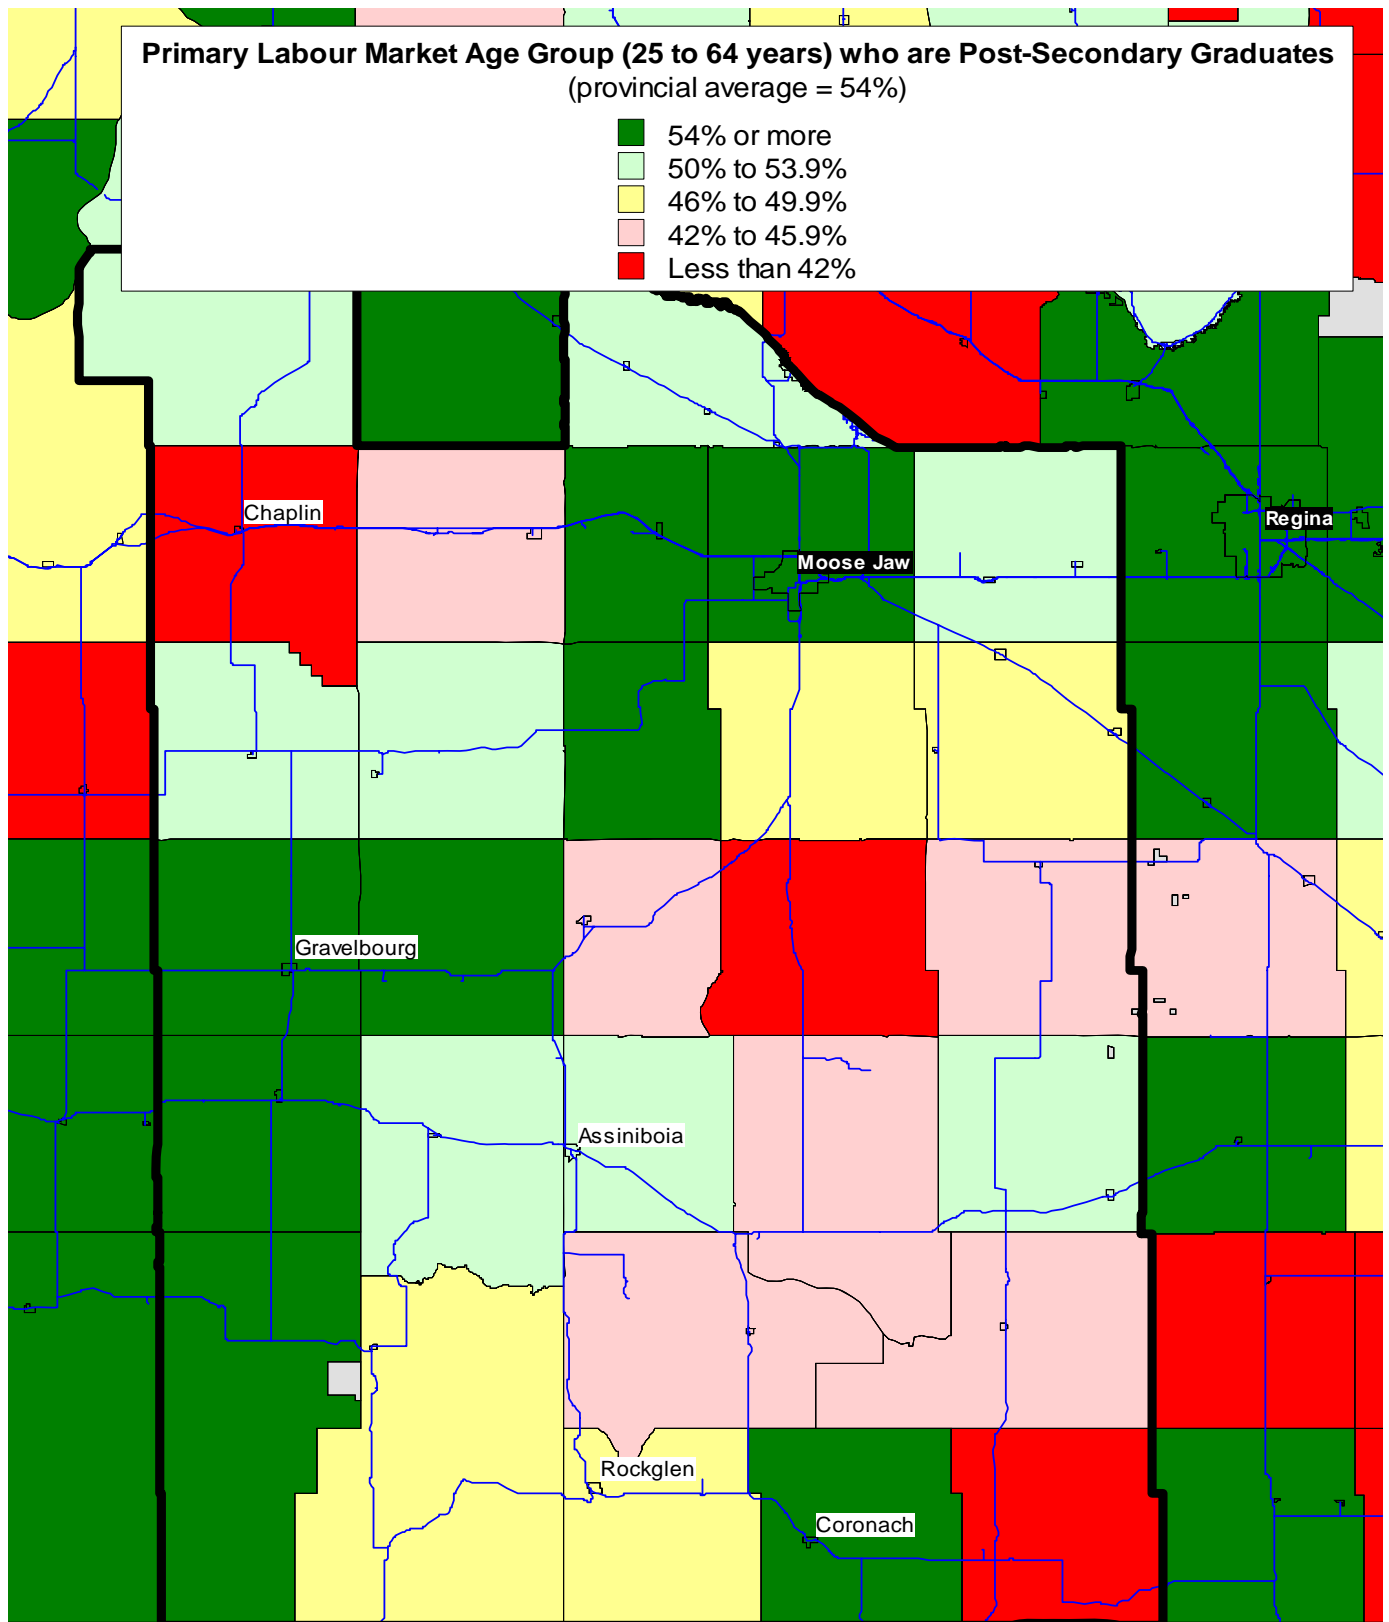 Primary Labour Market Age Group (25 to 64 years) who are Post-Secondary Graduates
(provincial average = 54%)
54% or more
50% to 53.9%
46% to 49.9%
42% to 45.9%
Less than 42%
Chaplin
Regina
Moose Jaw
Gravelbourg
Assiniboia
Rockglen
Coronach